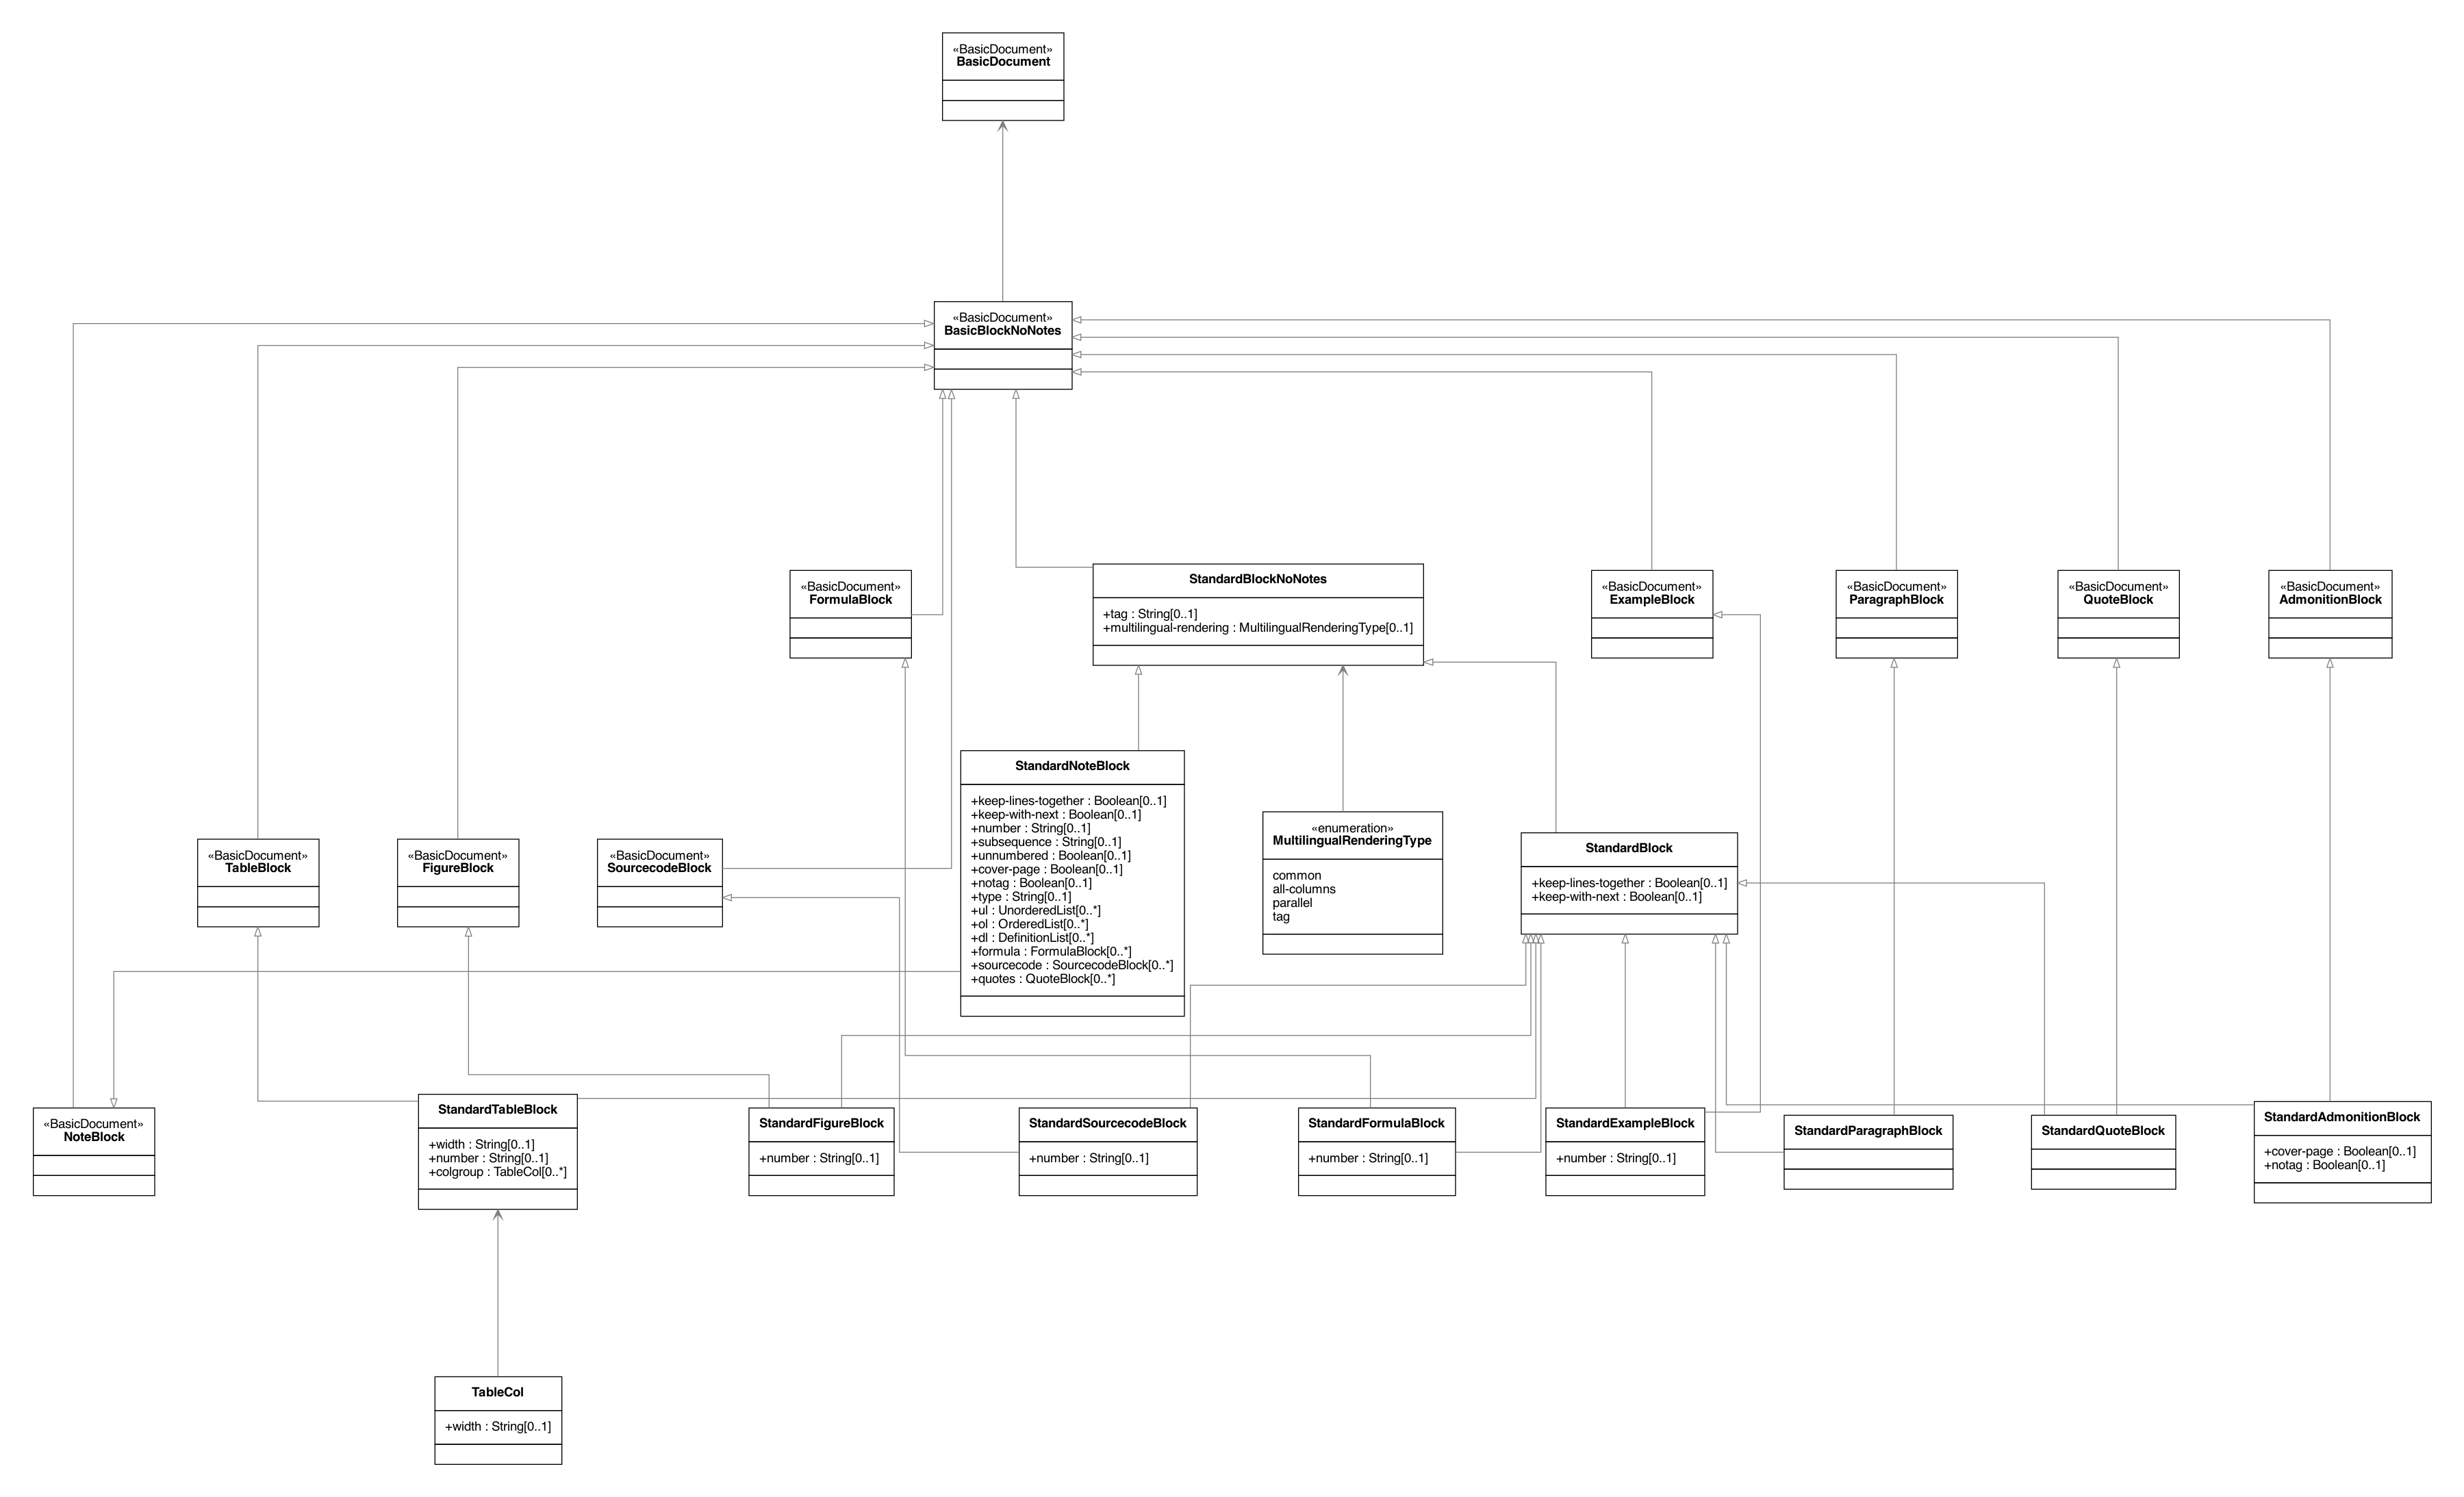 «BasicDocument»
BasicDocument
«BasicDocument»
BasicBlockNoNotes
«BasicDocument»
FormulaBlock
StandardBlockNoNotes
+tag : String[0..1]
+multilingual-rendering : MultilingualRenderingType[0..1]
«BasicDocument»
ExampleBlock
«BasicDocument»
ParagraphBlock
«BasicDocument»
QuoteBlock
«BasicDocument»
AdmonitionBlock
«BasicDocument»
TableBlock
«BasicDocument»
FigureBlock
«BasicDocument»
SourcecodeBlock
StandardNoteBlock
+keep-lines-together : Boolean[0..1]
+keep-with-next : Boolean[0..1]
+number : String[0..1]
+subsequence : String[0..1]
+unnumbered : Boolean[0..1]
+cover-page : Boolean[0..1]
+notag : Boolean[0..1]
+type : String[0..1]
+ul : UnorderedList[0..*]
+ol : OrderedList[0..*]
+dl : DefinitionList[0..*]
+formula : FormulaBlock[0..*]
+sourcecode : SourcecodeBlock[0..*]
+quotes : QuoteBlock[0..*]
«enumeration»
MultilingualRenderingType
common
all-columns
parallel
tag
StandardBlock
+keep-lines-together : Boolean[0..1]
+keep-with-next : Boolean[0..1]
«BasicDocument»
NoteBlock
StandardTableBlock
+width : String[0..1]
+number : String[0..1]
+colgroup : TableCol[0..*]
StandardFigureBlock
+number : String[0..1]
StandardSourcecodeBlock
+number : String[0..1]
StandardFormulaBlock
+number : String[0..1]
StandardExampleBlock
+number : String[0..1]
StandardParagraphBlock
StandardQuoteBlock
StandardAdmonitionBlock
+cover-page : Boolean[0..1]
+notag : Boolean[0..1]
TableCol
+width : String[0..1]